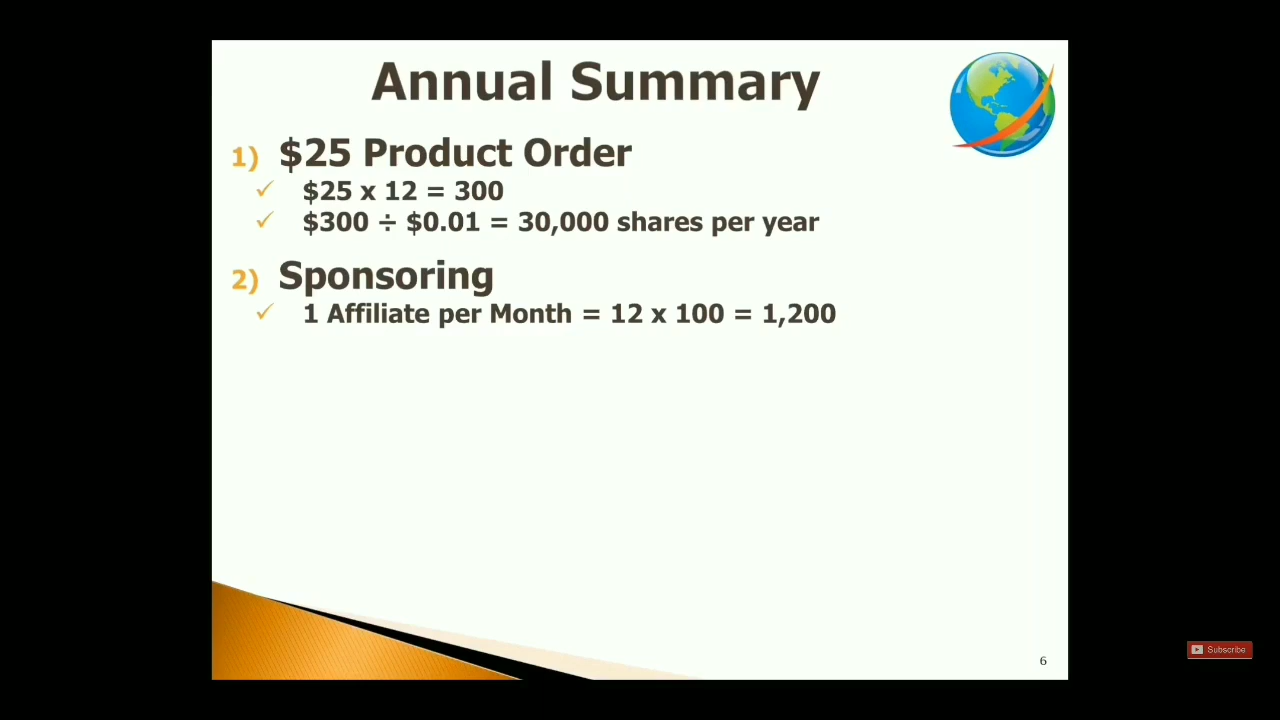 Annual Summary
1) $25 Product Order
✓ $25 x 12 = 300
✓ $300 ÷ $0.01 = 30,000 shares per year
2) Sponsoring
✓ 1 Affiliate per Month = 12 x 100 = 1,200
6
Subscribe